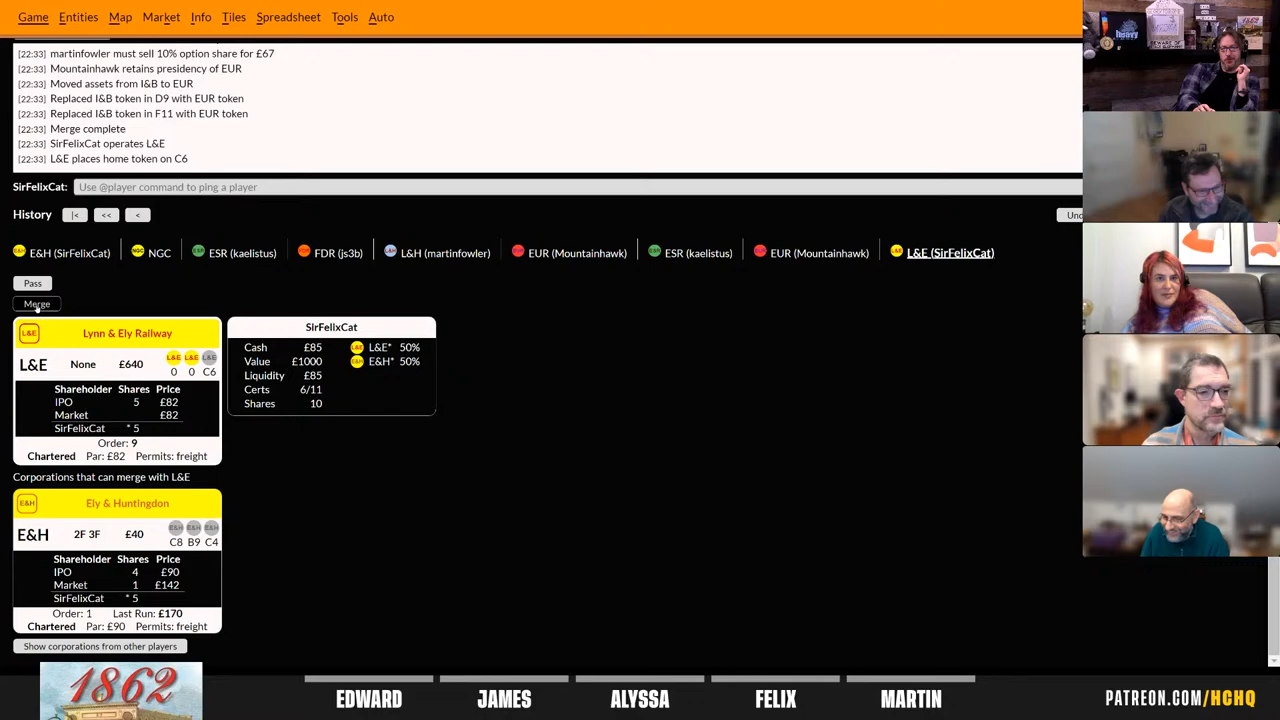 Game Entities Map Market Info Tiles Spreadsheet Tools Auto
[22:33] martinfowler must sell 10% option share for £67
[22:33] Mountainhawk retains presidency of EUR
[22:33] Moved assets from I&B to EUR
[22:33] Replaced I&B token in D9 with EUR token
[22:33] Replaced I&B token in F11 with EUR token
[22:33] Merge complete
[22:33] SirFelixCat operates L&E
[22:33] L&E places home token on C6
SirFelixCat: Use @player command to ping a player
History |< << < Und
E&H (SirFelixCat) NGC ESR (kaelistus) FDR (js3b) L&H (martinfowler) EUR (Mountainhawk) ESR (kaelistus) EUR (Mountainhawk) L&E (SirFelixCat)
Pass
Merge
L&E Lynn & Ely Railway
L&E None £640 L&E L&E L&E
0 0 C6
Shareholder Shares Price
IPO 5 £82
Market £82
SirFelixCat * 5
Order: 9
Chartered Par: £82 Permits: freight
SirFelixCat
Cash £85 L&E L&E* 50%
Value £1000 E&H E&H* 50%
Liquidity £85
Certs 6/11
Shares 10
Corporations that can merge with L&E
E&H Ely & Huntingdon
E&H 2F 3F £40 E&H E&H E&H
C8 B9 C4
Shareholder Shares Price
IPO 4 £90
Market 1 £142
SirFelixCat * 5
Order: 1 Last Run: £170
Chartered Par: £90 Permits: freight
Show corporations from other players
1862
EDWARD JAMES ALYSSA FELIX MARTIN
PATREON.COM/HCHQ